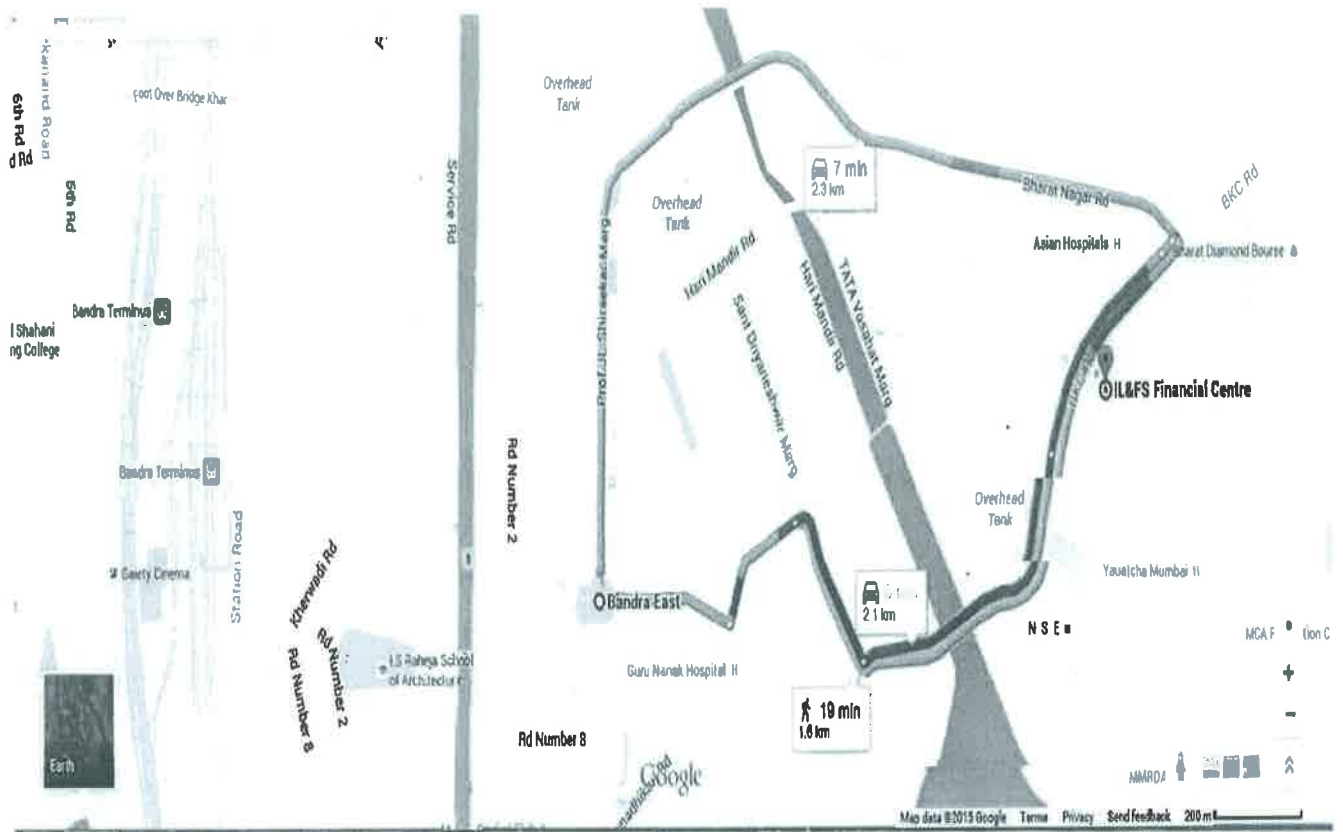 Foot Over Bridge Khar
6th Rd
d Rd
5th Rd
Service Rd
Overhead
Tank
7 min
2.3 km
Bharat Nagar Rd
BKC Rd
Overhead
Tank
Asian Hospitals H
Bharat Diamond Bourse
Hari Mandir Rd
TATA Vasahat Marg
Hari Mandir Rd
Sant Dnyaneshwar Marg
Bandra Terminus
l Shahani
ng College
IL&FS Financial Centre
Rd Number 2
Bandra Terminus
Overhead
Tank
Station Road
Gaiety Cinema
Kherwadi Rd
Yauatcha Mumbai
Bandra East
2.1 km
NSE
MCA
tion C
Rd Number 2
Rd Number 8
L.S Raheja School
of Architecture
Guru Nanak Hospital H
19 min
1.6 km
Rd Number 8
Earth
Google
MMRDA
Map data ©2015 Google Terms Privacy Send feedback 200 m